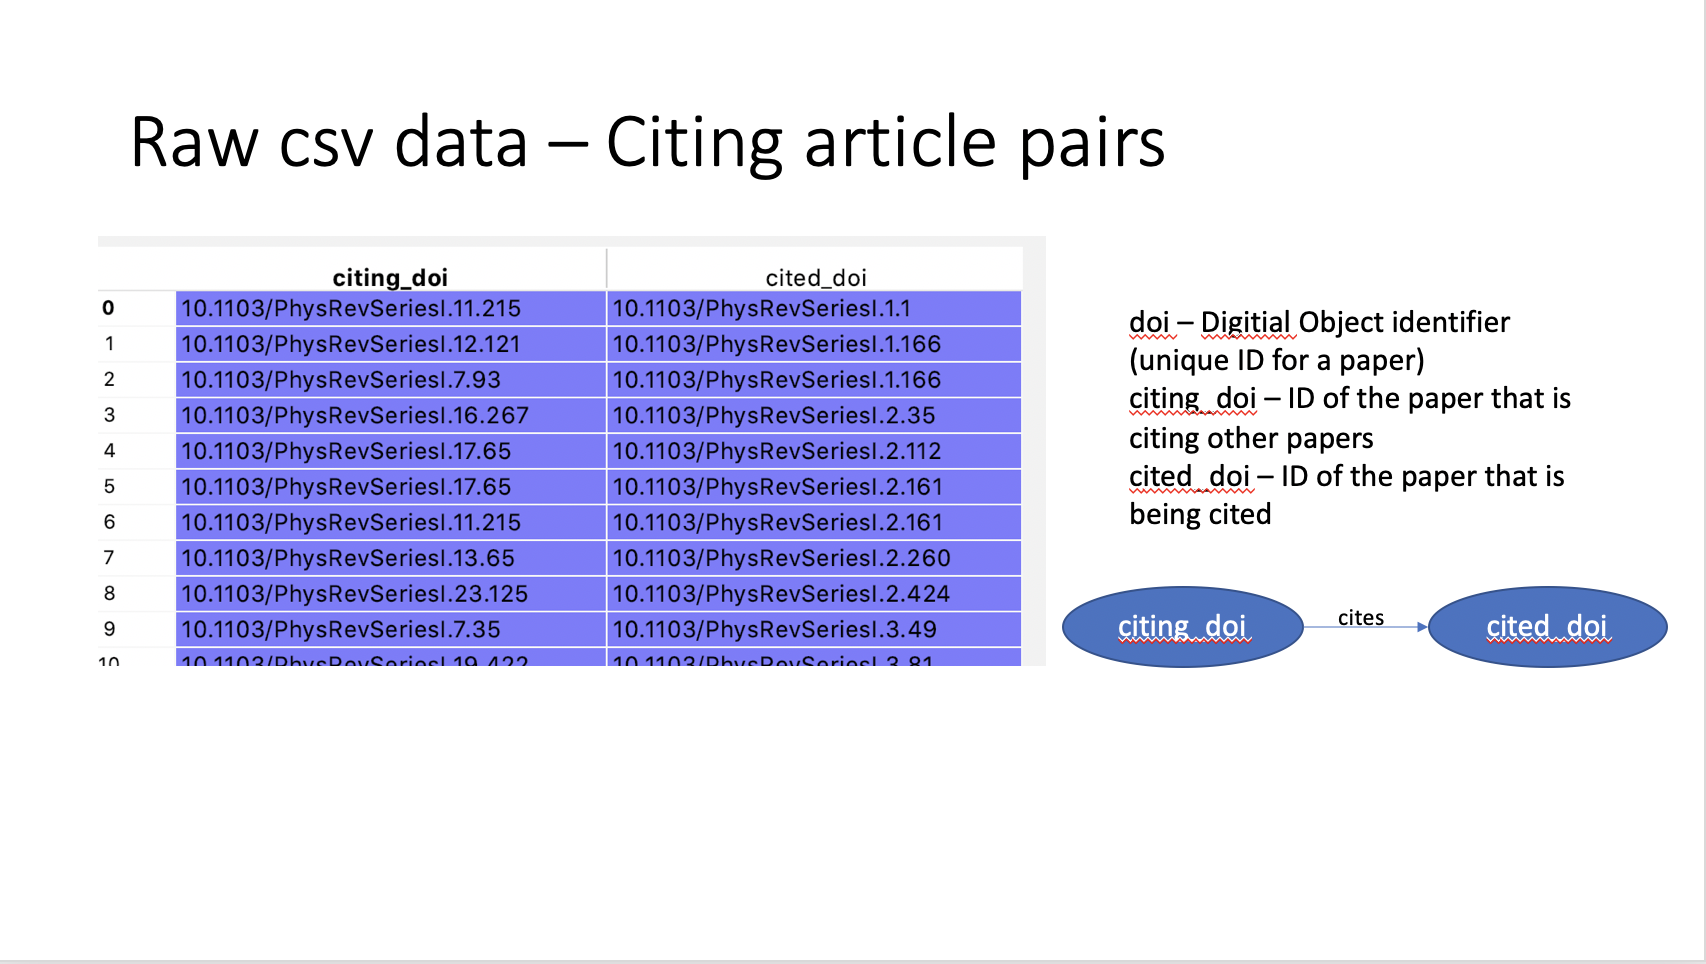 Raw csv data – Citing article pairs
citing_doi cited_doi
0 10.1103/PhysRevSeriesI.11.215 10.1103/PhysRevSeriesI.1.1
1 10.1103/PhysRevSeriesI.12.121 10.1103/PhysRevSeriesI.1.166
2 10.1103/PhysRevSeriesI.7.93 10.1103/PhysRevSeriesI.1.166
3 10.1103/PhysRevSeriesI.16.267 10.1103/PhysRevSeriesI.2.35
4 10.1103/PhysRevSeriesI.17.65 10.1103/PhysRevSeriesI.2.112
5 10.1103/PhysRevSeriesI.17.65 10.1103/PhysRevSeriesI.2.161
6 10.1103/PhysRevSeriesI.11.215 10.1103/PhysRevSeriesI.2.161
7 10.1103/PhysRevSeriesI.13.65 10.1103/PhysRevSeriesI.2.260
8 10.1103/PhysRevSeriesI.23.125 10.1103/PhysRevSeriesI.2.424
9 10.1103/PhysRevSeriesI.7.35 10.1103/PhysRevSeriesI.3.49
10 10.1103/PhysRevSeriesI.19.422 10.1103/PhysRevSeriesI.3.81
doi – Digitial Object identifier
(unique ID for a paper)
citing_doi – ID of the paper that is
citing other papers
cited_doi – ID of the paper that is
being cited
citing_doi cites cited_doi